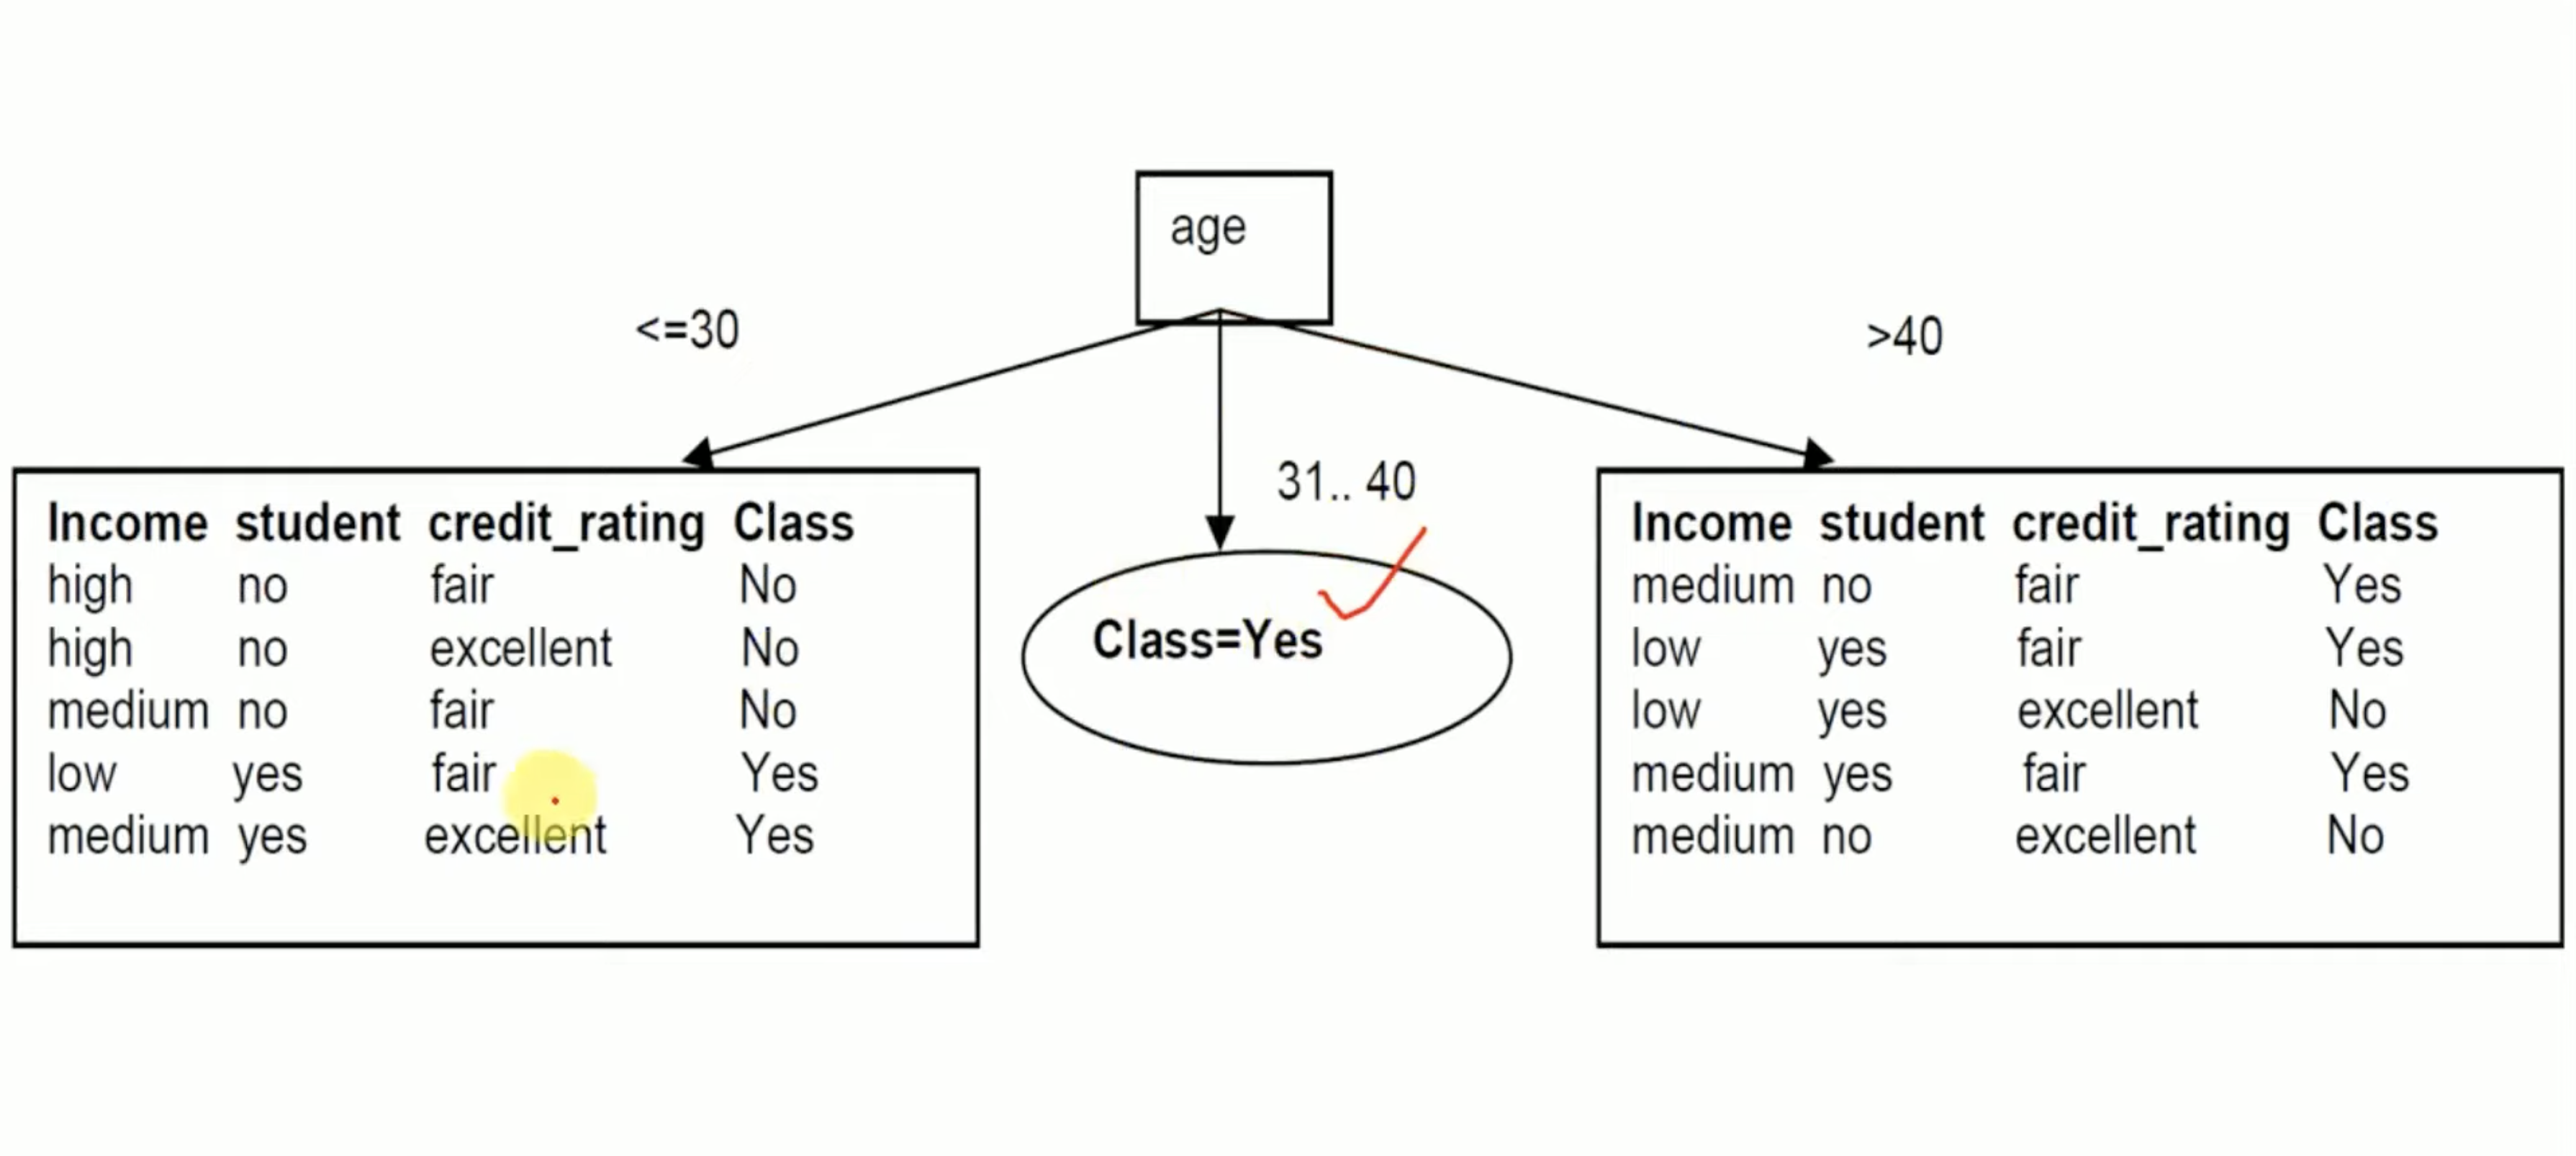 age
<=30
>40
31.. 40
Income student credit_rating Class
high no fair No
high no excellent No
medium no fair No
low yes fair Yes
medium yes excellent Yes
Class=Yes
Income student credit_rating Class
medium no fair Yes
low yes fair Yes
low yes excellent No
medium yes fair Yes
medium no excellent No